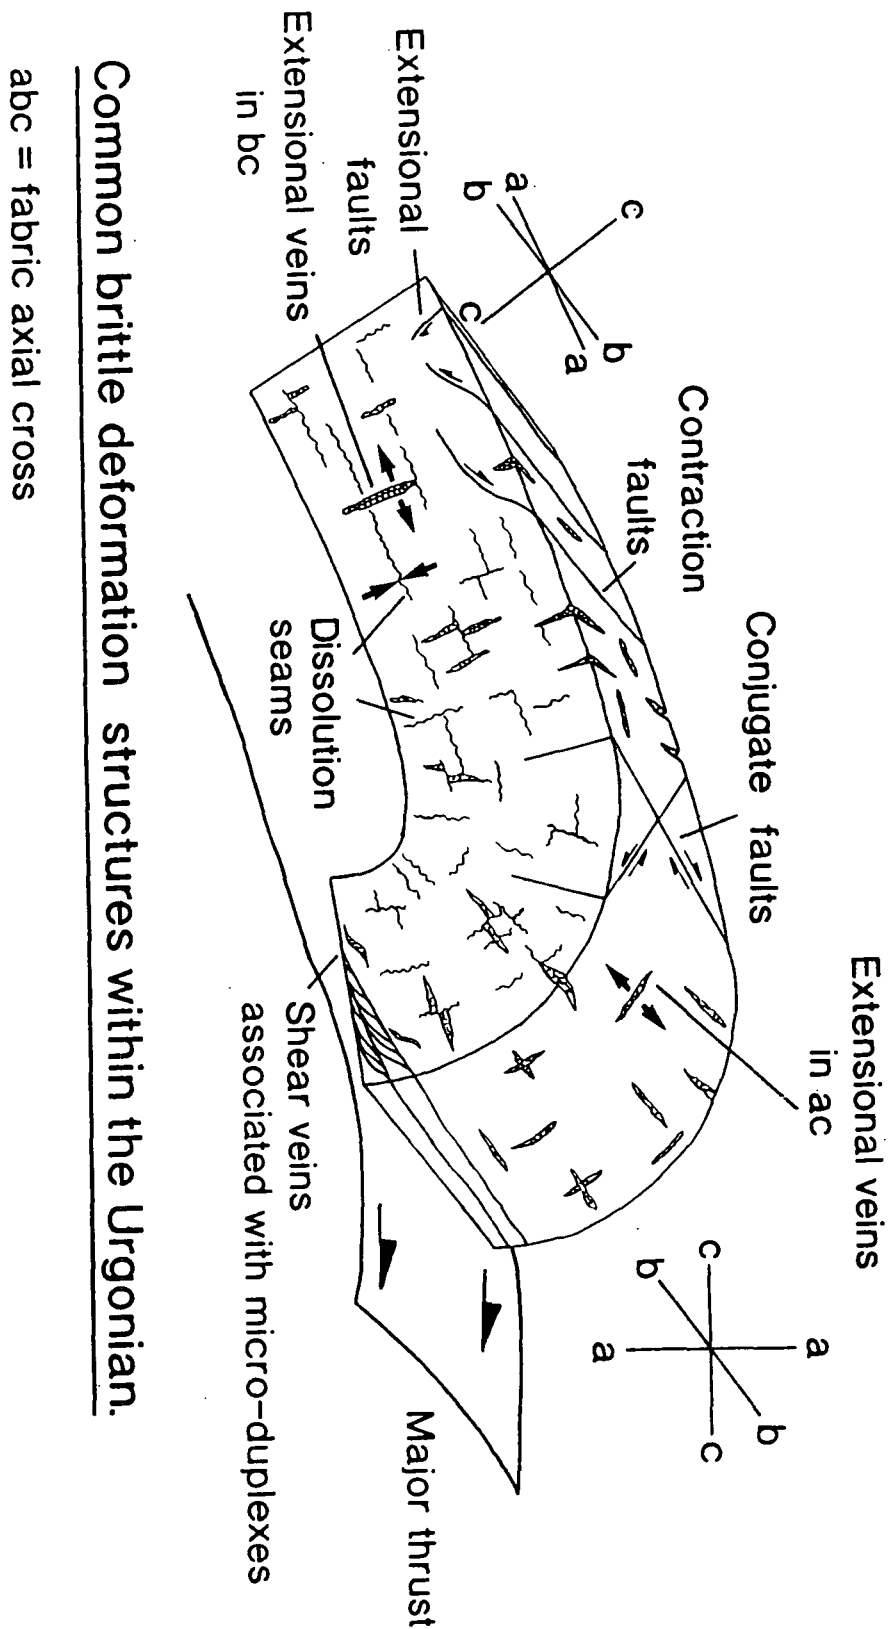 Extensional veins
in ac
Conjugate faults
Contraction
faults
c
a
b
b
a
c
c
b
a
a
b
c
Extensional
faults
Extensional veins
in bc
Dissolution
seams
Shear veins
associated with micro-duplexes
Major thrust
Common brittle deformation structures within the Urgonian.
abc = fabric axial cross